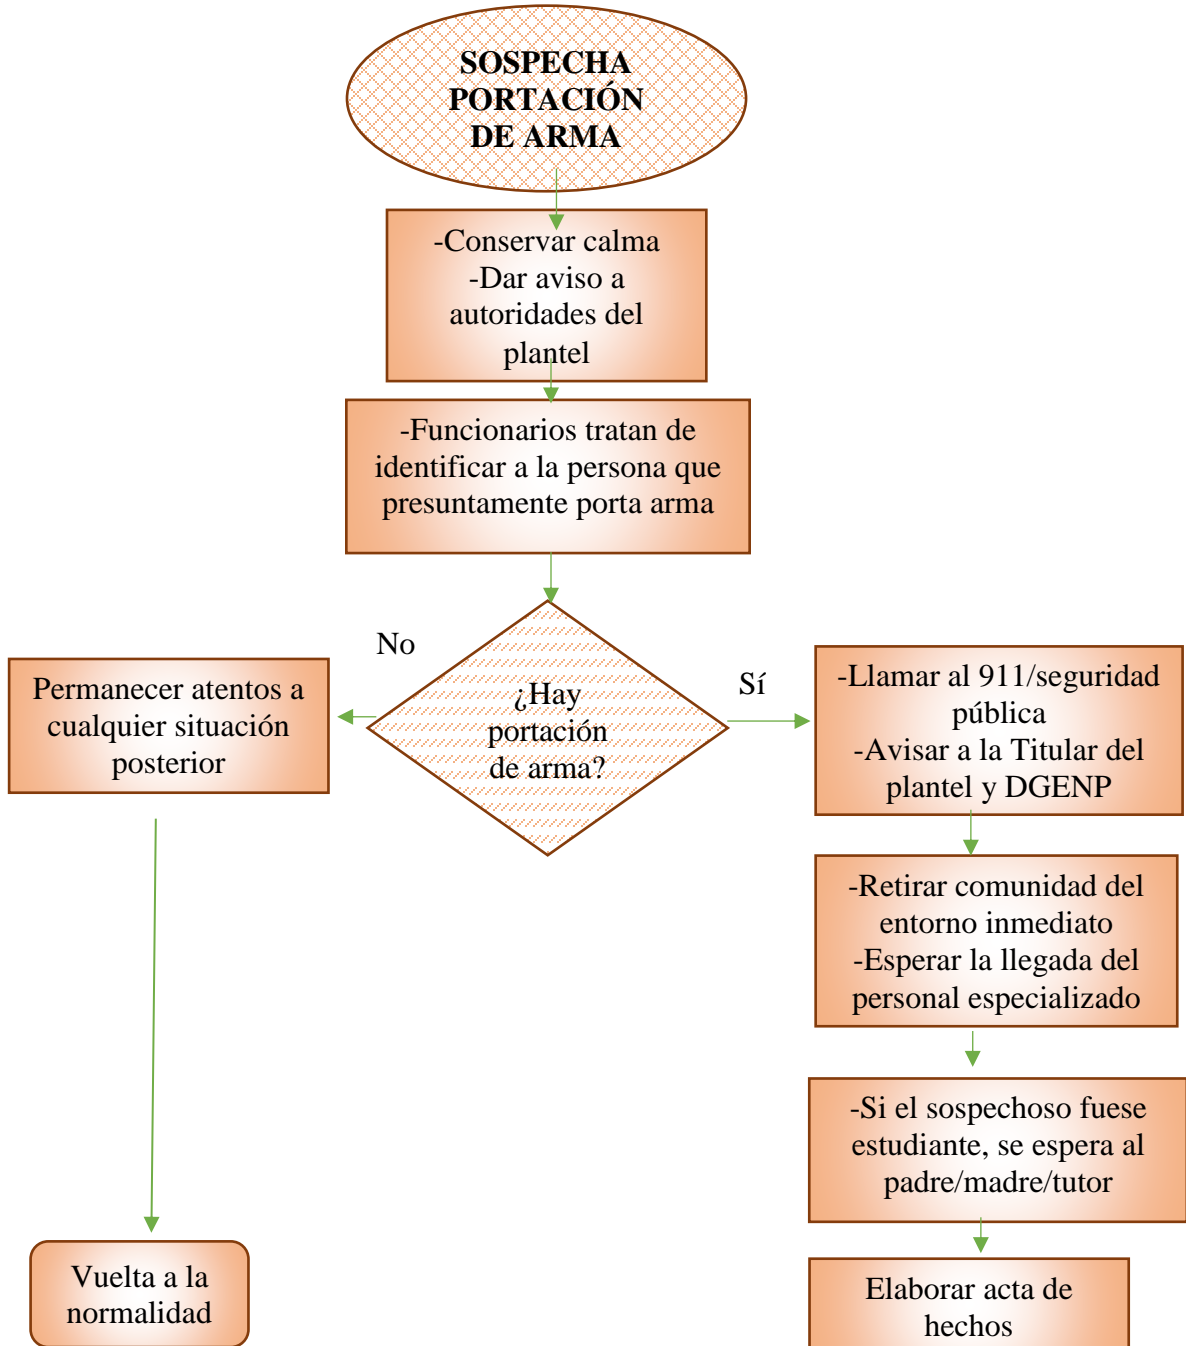 SOSPECHA
PORTACIÓN
DE ARMA
-Conservar calma
-Dar aviso a
autoridades del
plantel
-Funcionarios tratan de
identificar a la persona que
presuntamente porta arma
¿Hay
portación
de arma?
No
Permanecer atentos a
cualquier situación
posterior
Vuelta a la
normalidad
Sí
-Llamar al 911/seguridad
pública
-Avisar a la Titular del
plantel y DGENP
-Retirar comunidad del
entorno inmediato
-Esperar la llegada del
personal especializado
-Si el sospechoso fuese
estudiante, se espera al
padre/madre/tutor
Elaborar acta de
hechos